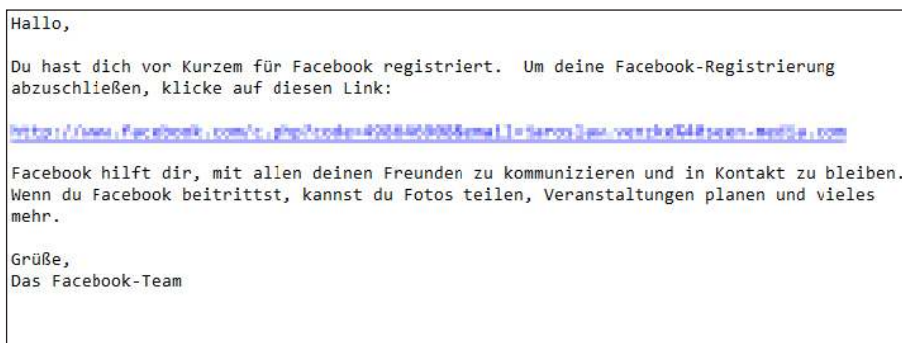 Hallo,
Du hast dich vor Kurzem für Facebook registriert. Um deine Facebook-Registrierung
abzuschließen, klicke auf diesen Link:
Facebook hilft dir, mit allen deinen Freunden zu kommunizieren und in Kontakt zu bleiben.
Wenn du Facebook beitrittst, kannst du Fotos teilen, Veranstaltungen planen und vieles
mehr.
Grüße,
Das Facebook-Team